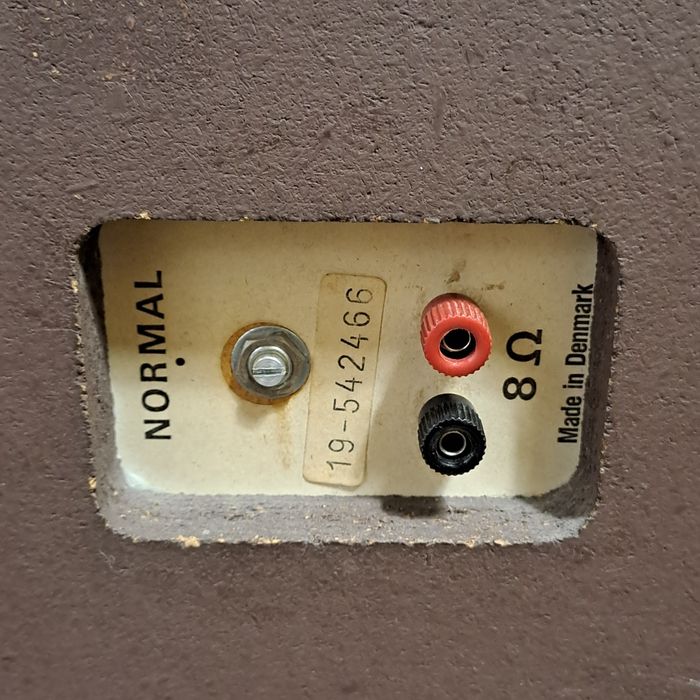 NORMAL
19-542466
8 Ω
Made in Denmark